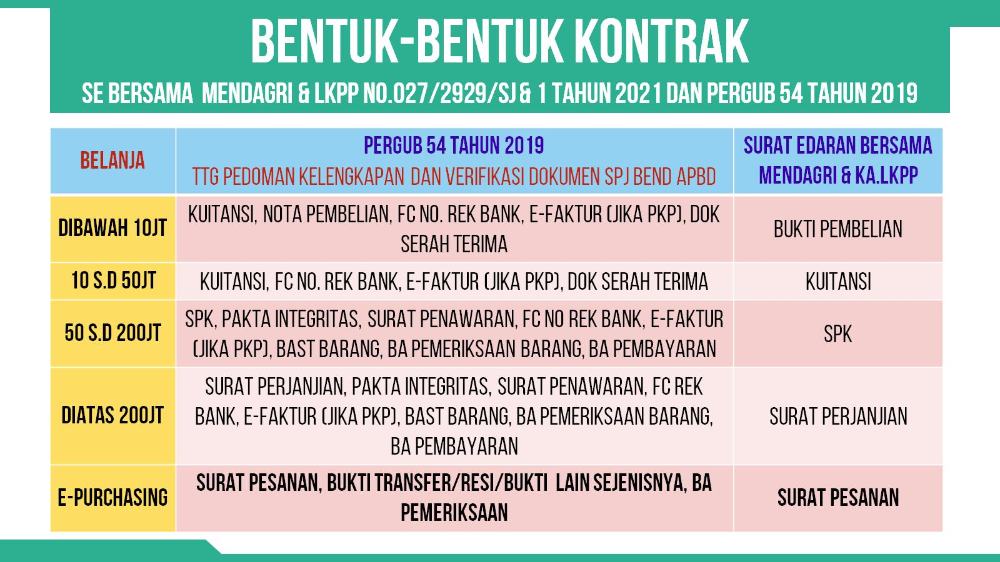 BENTUK-BENTUK KONTRAK
SE BERSAMA MENDAGRI & LKPP NO.027/2929/SJ & 1 TAHUN 2021 DAN PERGUB 54 TAHUN 2019
BELANJA
PERGUB 54 TAHUN 2019
TTG PEDOMAN KELENGKAPAN DAN VERIFIKASI DOKUMEN SPJ BEND APBD
SURAT EDARAN BERSAMA
MENDAGRI & KA.LKPP
DIBAWAH 10JT
KUITANSI, NOTA PEMBELIAN, FC NO. REK BANK, E-FAKTUR (JIKA PKP), DOK
SERAH TERIMA
BUKTI PEMBELIAN
10 S.D 50JT
KUITANSI, FC NO. REK BANK, E-FAKTUR (JIKA PKP), DOK SERAH TERIMA
KUITANSI
50 S.D 200JT
SPK, PAKTA INTEGRITAS, SURAT PENAWARAN, FC NO REK BANK, E-FAKTUR
(JIKA PKP), BAST BARANG, BA PEMERIKSAAN BARANG, BA PEMBAYARAN
SPK
DIATAS 200JT
SURAT PERJANJIAN, PAKTA INTEGRITAS, SURAT PENAWARAN, FC REK
BANK, E-FAKTUR (JIKA PKP), BAST BARANG, BA PEMERIKSAAN BARANG,
BA PEMBAYARAN
SURAT PERJANJIAN
E-PURCHASING
SURAT PESANAN, BUKTI TRANSFER/RESI/BUKTI LAIN SEJENISNYA, BA
PEMERIKSAAN
SURAT PESANAN